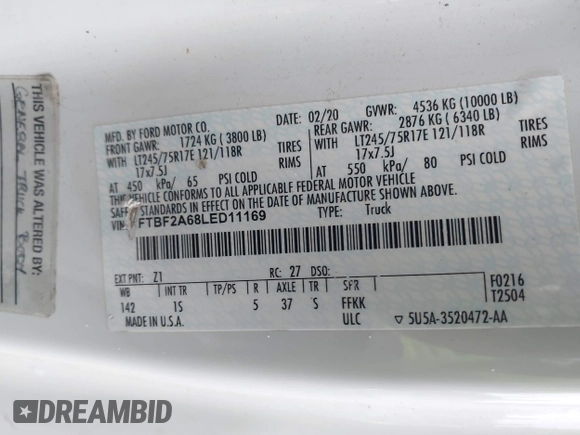 THIS VEHICLE WAS ALTERED BY:
TRUCK BODY
MFD. BY FORD MOTOR CO.
DATE: 02/20 GVWR: 4536 KG (10000 LB)
FRONT GAWR: 1724 KG ( 3800 LB)
REAR GAWR: 2876 KG ( 6340 LB)
WITH LT245/75R17E 121/118R TIRES
WITH LT245/75R17E 121/118R TIRES
17x7.5J RIMS
17x7.5J RIMS
AT 450 kPa/ 65 PSI COLD
AT 550 kPa/ 80 PSI COLD
THIS VEHICLE CONFORMS TO ALL APPLICABLE FEDERAL MOTOR VEHICLE
STANDARDS IN EFFECT ON THE DATE OF MANUFACTURE SHOWN ABOVE.
VIN: FTBF2A68LED11169 TYPE: Truck
EXT PNT: Z1 RC: 27 DSO: F0216
WB INT TR TP/PS R AXLE TR SPR T2504
142 1S 5 37 S FFKK
MADE IN U.S.A. ULC ▽ 5U5A-3520472-AA
DREAMBID